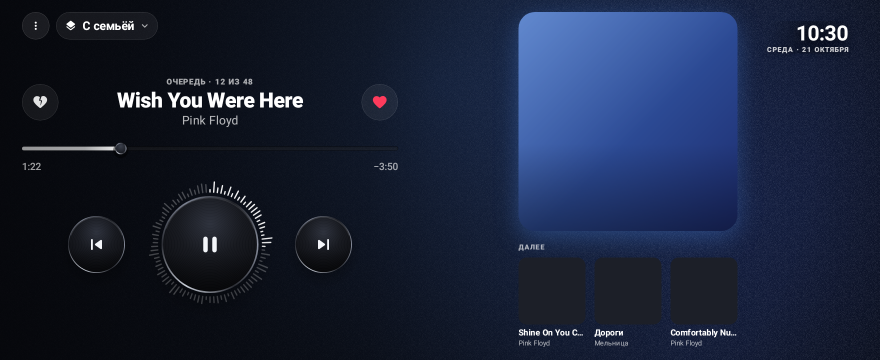 С семьёй
10:30
СРЕДА · 21 ОКТЯБРЯ
ОЧЕРЕДЬ · 12 ИЗ 48
Wish You Were Here
Pink Floyd
1:22
−3:50
ДАЛЕЕ
Shine On You C…
Pink Floyd
Дороги
Мельница
Comfortably Nu…
Pink Floyd